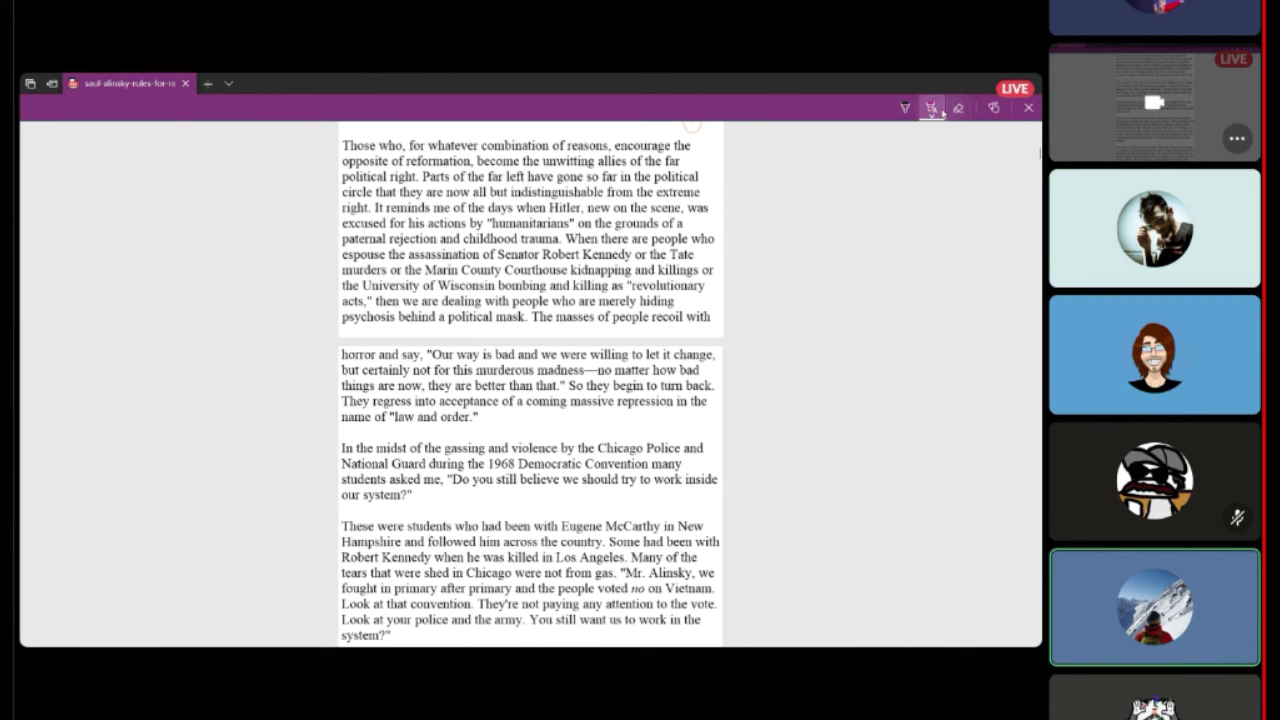 saul-alinsky-rules-for-ra
LIVE
LIVE
Those who, for whatever combination of reasons, encourage the
opposite of reformation, become the unwitting allies of the far
political right. Parts of the far left have gone so far in the political
circle that they are now all but indistinguishable from the extreme
right. It reminds me of the days when Hitler, new on the scene, was
excused for his actions by "humanitarians" on the grounds of a
paternal rejection and childhood trauma. When there are people who
espouse the assassination of Senator Robert Kennedy or the Tate
murders or the Marin County Courthouse kidnapping and killings or
the University of Wisconsin bombing and killing as "revolutionary
acts," then we are dealing with people who are merely hiding
psychosis behind a political mask. The masses of people recoil with
horror and say, "Our way is bad and we were willing to let it change,
but certainly not for this murderous madness—no matter how bad
things are now, they are better than that." So they begin to turn back.
They regress into acceptance of a coming massive repression in the
name of "law and order."
In the midst of the gassing and violence by the Chicago Police and
National Guard during the 1968 Democratic Convention many
students asked me, "Do you still believe we should try to work inside
our system?"
These were students who had been with Eugene McCarthy in New
Hampshire and followed him across the country. Some had been with
Robert Kennedy when he was killed in Los Angeles. Many of the
tears that were shed in Chicago were not from gas. "Mr. Alinsky, we
fought in primary after primary and the people voted no on Vietnam.
Look at that convention. They're not paying any attention to the vote.
Look at your police and the army. You still want us to work in the
system?"